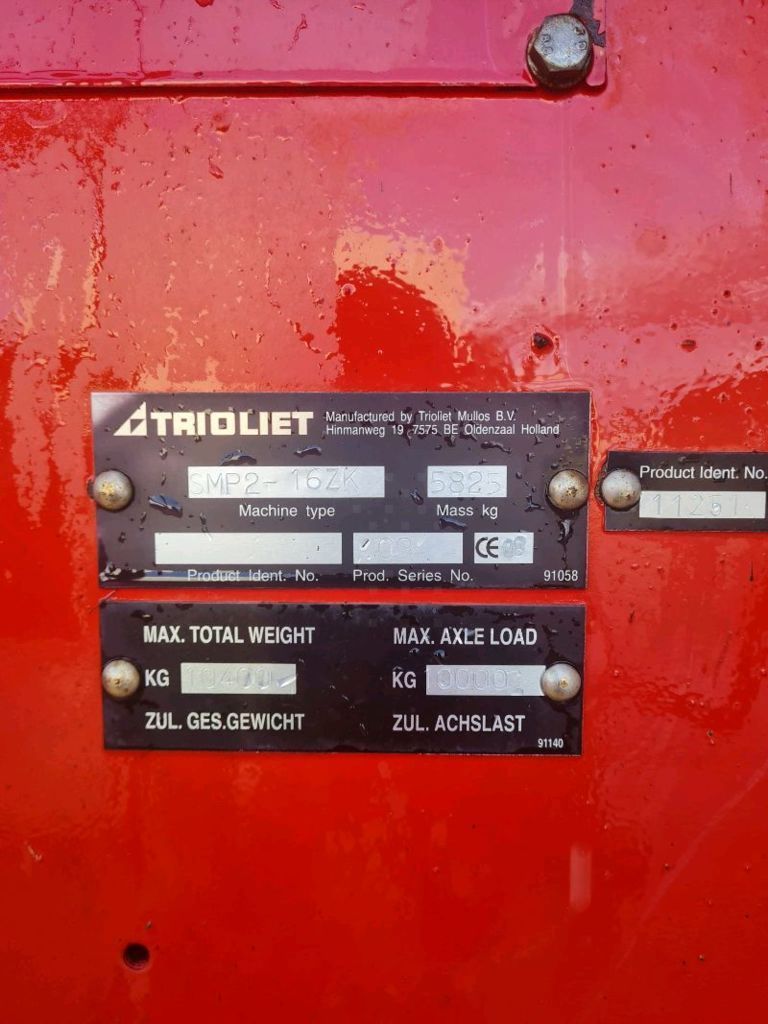 TRIOLIET Manufactured by Trioliet Mullos B.V.
Hinmanweg 19 7575 BE Oldenzaal Holland
SMP2-16ZK 5825
Machine type Mass kg
CE
Product Ident. No. Prod. Series No. 91058
Product Ident. No.
MAX. TOTAL WEIGHT MAX. AXLE LOAD
KG 10400 KG
ZUL. GES.GEWICHT ZUL. ACHSLAST
91140